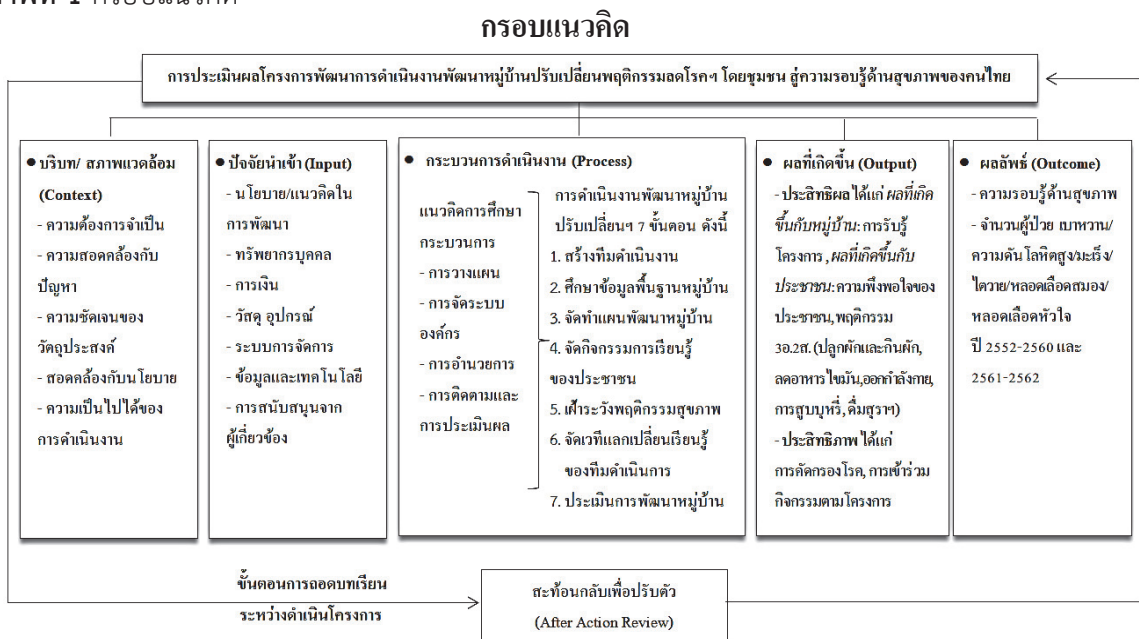 ภาพที่ 1 กรอบแนวคิด
กรอบแนวคิด
การประเมินผลโครงการพัฒนาการดำเนินงานพัฒนาหมู่บ้านปรับเปลี่ยนพฤติกรรมลดโรคฯ โดยชุมชน สู่ความรอบรู้ด้านสุขภาพของคนไทย
● บริบท/ สภาพแวดล้อม
(Context)
- ความต้องการจำเป็น
- ความสอดคล้องกับ
ปัญหา
- ความชัดเจนของ
วัตถุประสงค์
- สอดคล้องกับนโยบาย
- ความเป็นไปได้ของ
การดำเนินงาน
● ปัจจัยนำเข้า (Input)
- นโยบาย/แนวคิดใน
การพัฒนา
- ทรัพยากรบุคคล
- การเงิน
- วัสดุ อุปกรณ์
- ระบบการจัดการ
- ข้อมูลและเทคโนโลยี
- การสนับสนุนจาก
ผู้เกี่ยวข้อง
● กระบวนการดำเนินงาน (Process)
แนวคิดการศึกษา
กระบวนการ
- การวางแผน
- การจัดระบบ
องค์กร
- การอำนวยการ
- การติดตามและ
การประเมินผล
การดำเนินงานพัฒนาหมู่บ้าน
ปรับเปลี่ยนฯ 7 ขั้นตอน ดังนี้
1. สร้างทีมดำเนินงาน
2. ศึกษาข้อมูลพื้นฐานหมู่บ้าน
3. จัดทำแผนพัฒนาหมู่บ้าน
4. จัดกิจกรรมการเรียนรู้
ของประชาชน
5. เฝ้าระวังพฤติกรรมสุขภาพ
6. จัดเวทีแลกเปลี่ยนเรียนรู้
ของทีมดำเนินการ
7. ประเมินการพัฒนาหมู่บ้าน
● ผลที่เกิดขึ้น (Output)
- ประสิทธิผล ได้แก่ ผลที่เกิด
ขึ้นกับหมู่บ้าน: การรับรู้
โครงการ , ผลที่เกิดขึ้นกับ
ประชาชน: ความพึงพอใจของ
ประชาชน,พฤติกรรม
3อ.2ส. (ปลูกผักและกินผัก,
ลดอาหารไขมัน,ออกกำลังกาย,
การสูบบุหรี่, ดื่มสุราฯ)
- ประสิทธิภาพ ได้แก่
การคัดกรองโรค, การเข้าร่วม
กิจกรรมตามโครงการ
● ผลลัพธ์ (Outcome)
- ความรอบรู้ด้านสุขภาพ
- จำนวนผู้ป่วย เบาหวาน/
ความดันโลหิตสูง/มะเร็ง/
ไตวาย/หลอดเลือดสมอง/
หลอดเลือดหัวใจ
ปี 2552-2560 และ
2561-2562
ขั้นตอนการถอดบทเรียน
ระหว่างดำเนินโครงการ
สะท้อนกลับเพื่อปรับตัว
(After Action Review)